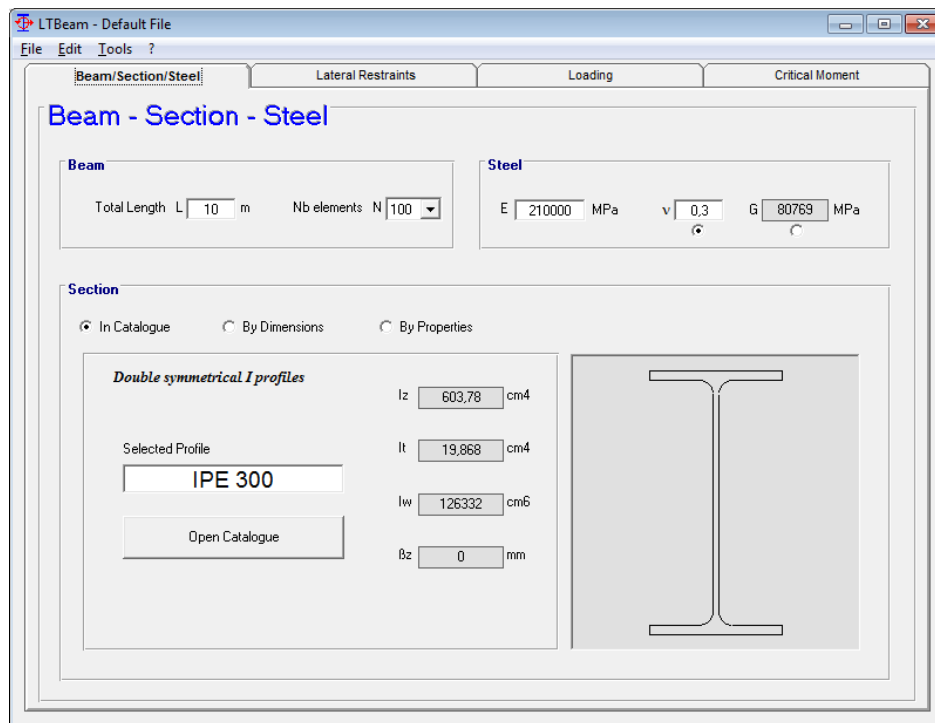 LTBeam - Default File
File Edit Tools ?
Beam/Section/Steel Lateral Restraints Loading Critical Moment
Beam - Section - Steel
Beam
Total Length L 10 m Nb elements N 100
Steel
E 210000 MPa ν 0,3 G 80769 MPa
Section
In Catalogue By Dimensions By Properties
Double symmetrical I profiles
Selected Profile
IPE 300
Open Catalogue
Iz 603,78 cm4
It 19,868 cm4
Iw 126332 cm6
βz 0 mm